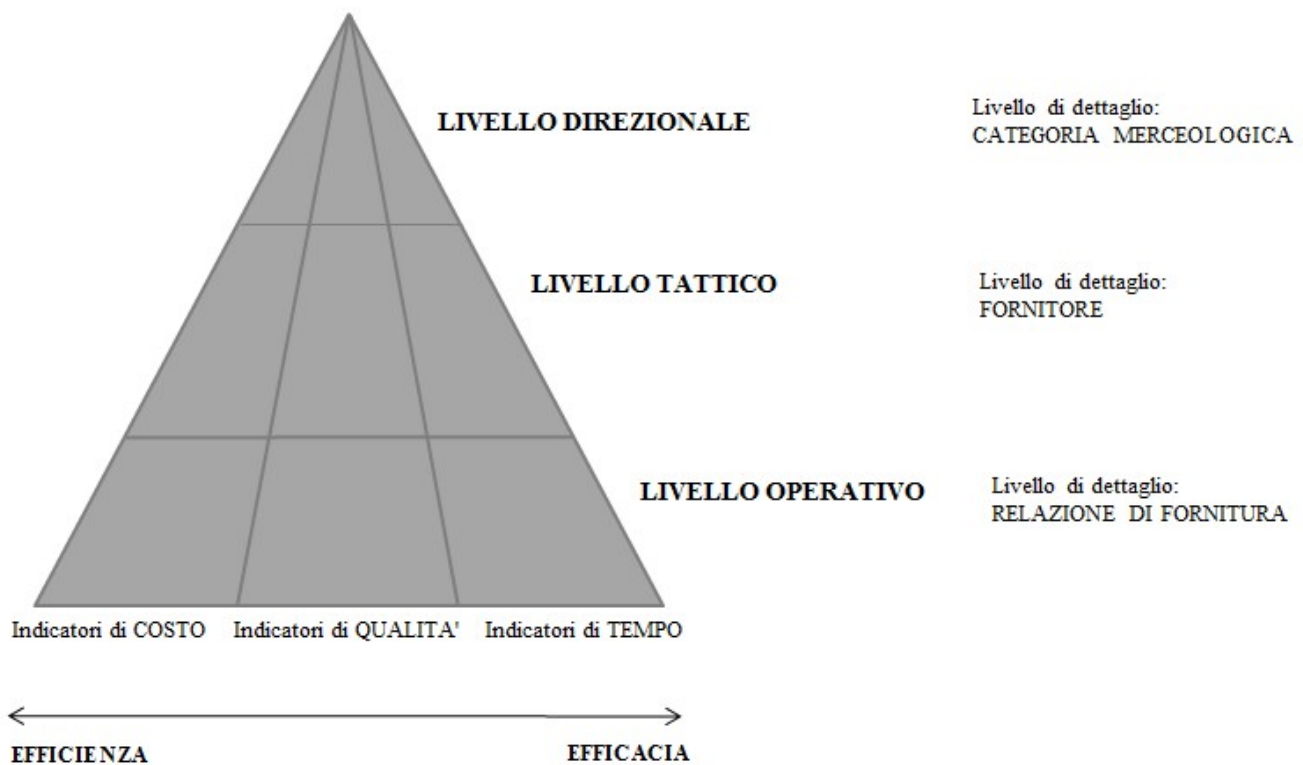 LIVELLO DIREZIONALE
Livello di dettaglio:
CATEGORIA MERCEOLOGICA
LIVELLO TATTICO
Livello di dettaglio:
FORNITORE
LIVELLO OPERATIVO
Livello di dettaglio:
RELAZIONE DI FORNITURA
Indicatori di COSTO
Indicatori di QUALITA'
Indicatori di TEMPO
EFFICIENZA
EFFICACIA